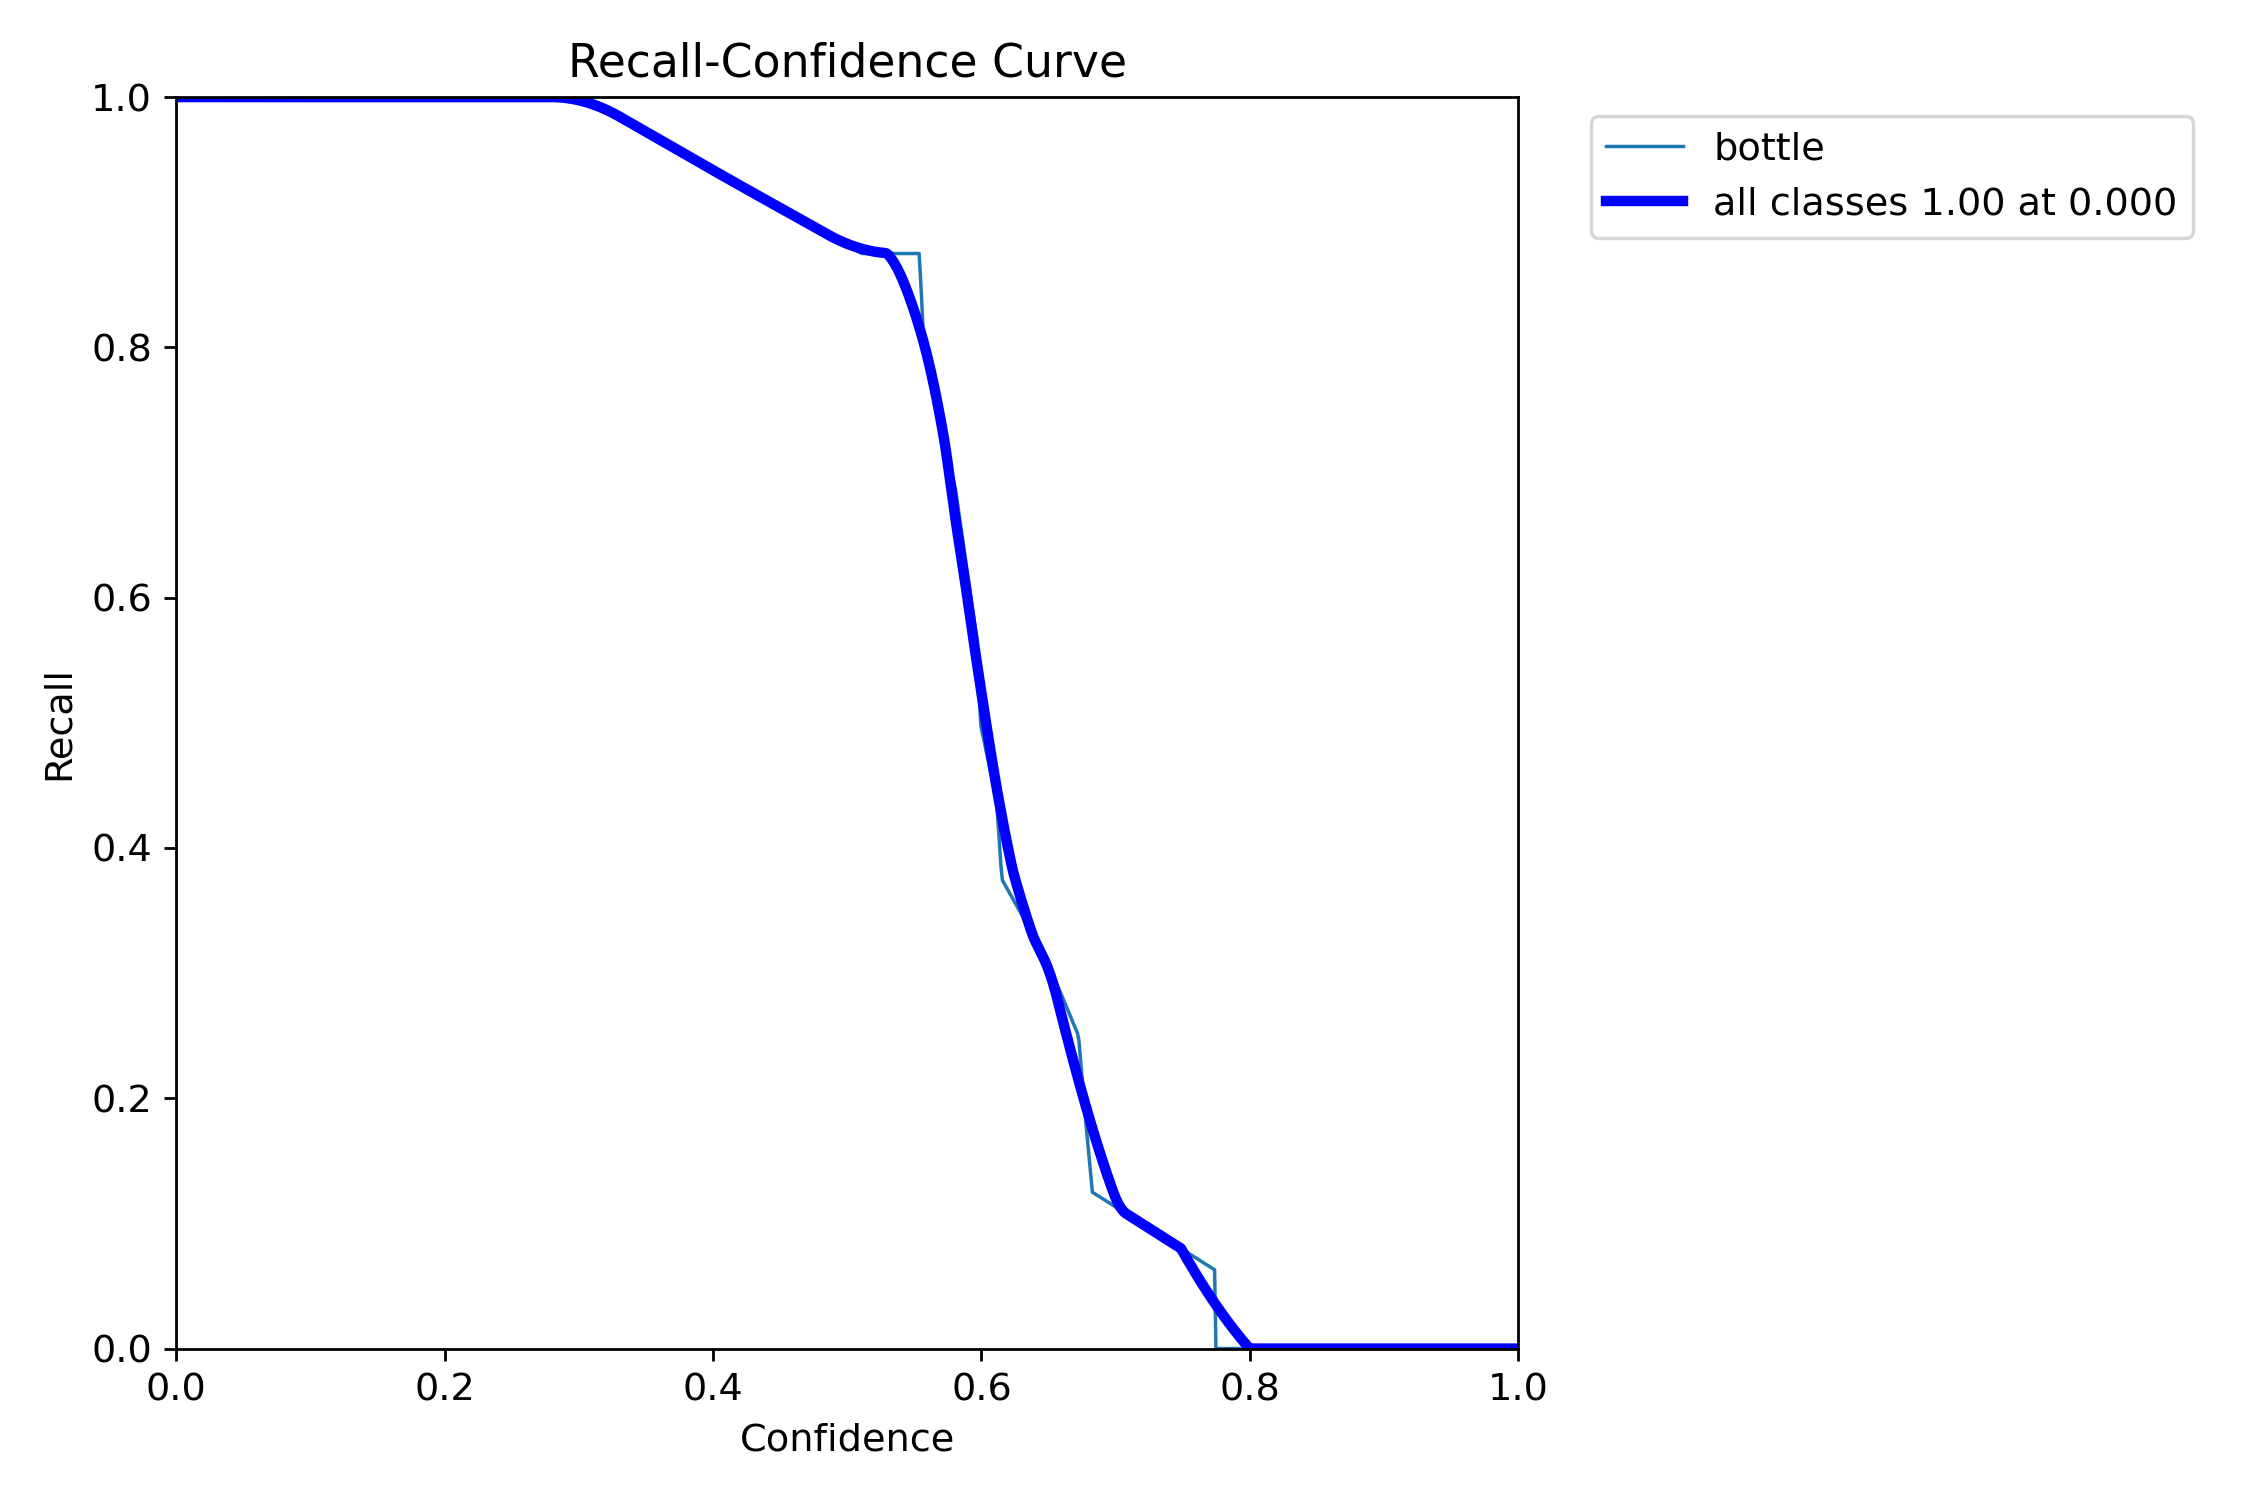 Recall-Confidence Curve
1.0
0.8
0.6
0.4
0.2
0.0
Recall
0.0 0.2 0.4 0.6 0.8 1.0
Confidence
bottle
all classes 1.00 at 0.000